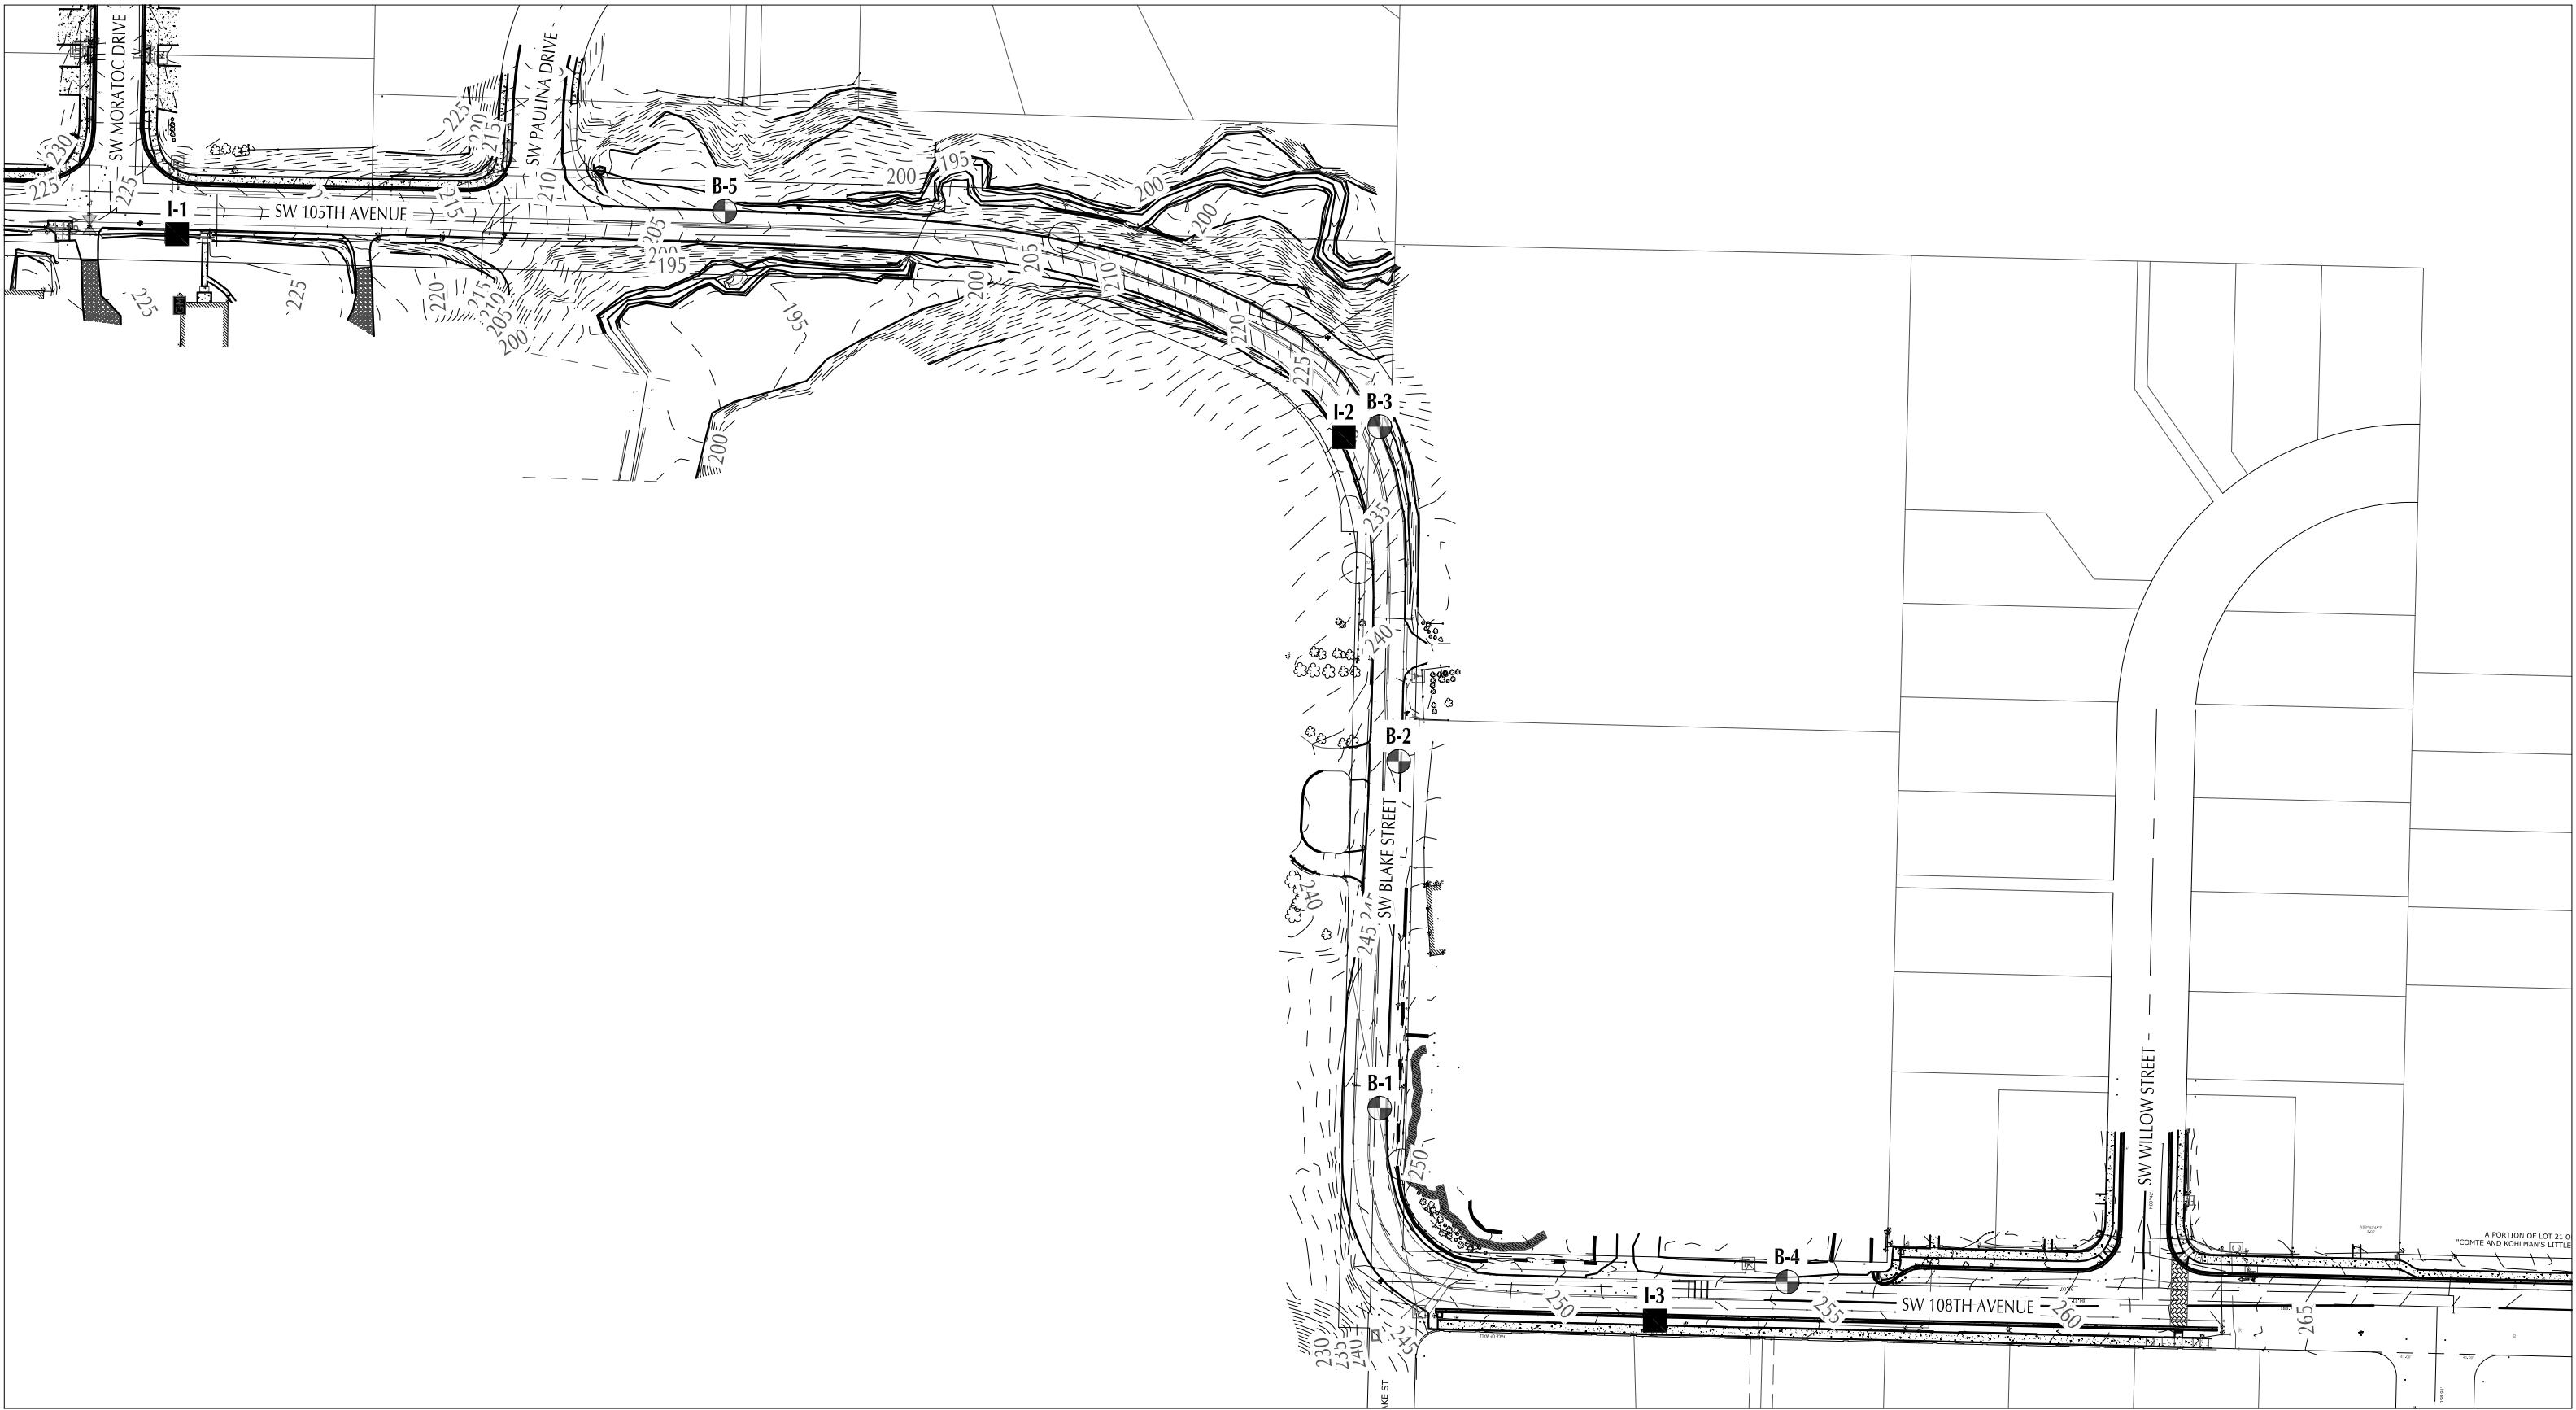 SW MORATOC DRIVE
SW PAULINA DRIVE
230
225
225
225
220
215
210
I-1
SW 105TH AVENUE
215
B-5
200
195
200
200
205
195
205
210
200
225
225
220
215
210
205
200
195
200
220
225
I-2
B-3
235
240
B-2
SW BLAKE STREET
240
245
B-1
250
SW WILLOW STREET
A PORTION OF LOT 21 O
"COMTE AND KOHLMAN'S LITTLE
B-4
I-3
250
255
SW 108TH AVENUE
260
265
230
235
240
245
AKE ST